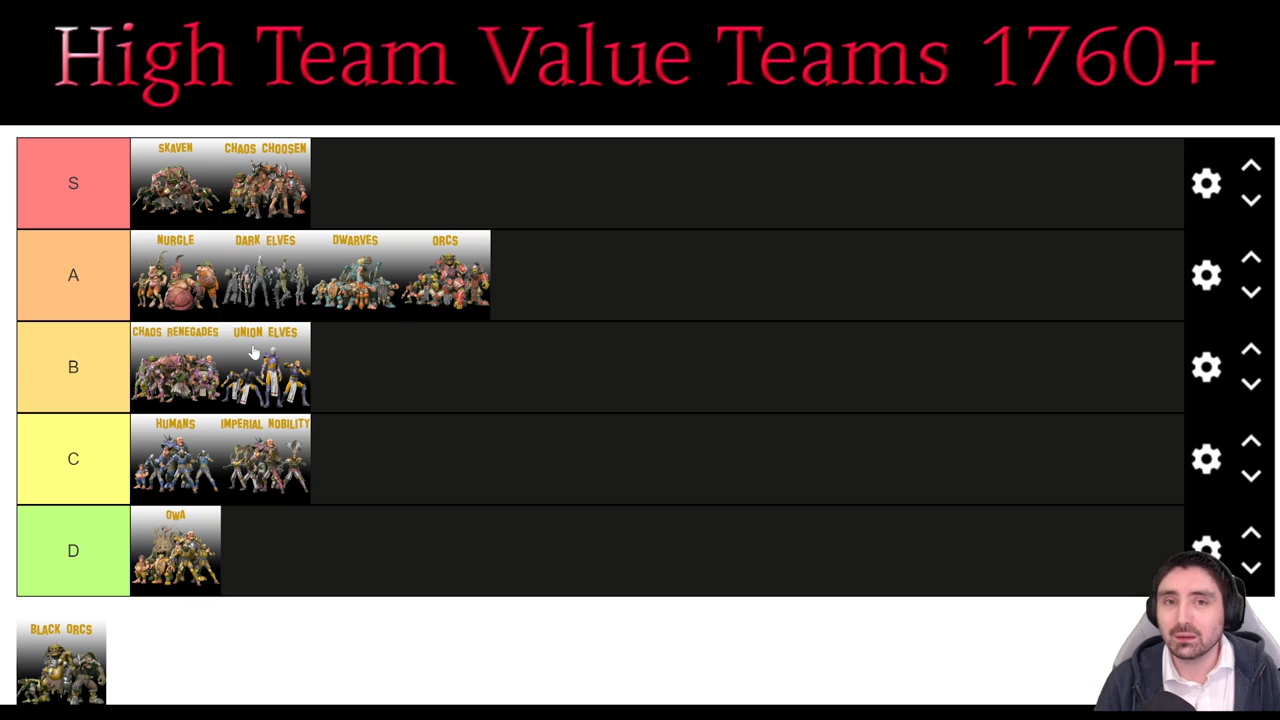 High Team Value Teams 1760+
S
SKAVEN
CHAOS CHOOSEN
A
NURGLE
DARK ELVES
DWARVES
ORCS
B
CHAOS RENEGADES
UNION ELVES
C
HUMANS
IMPERIAL NOBILITY
D
OWA
BLACK ORCS